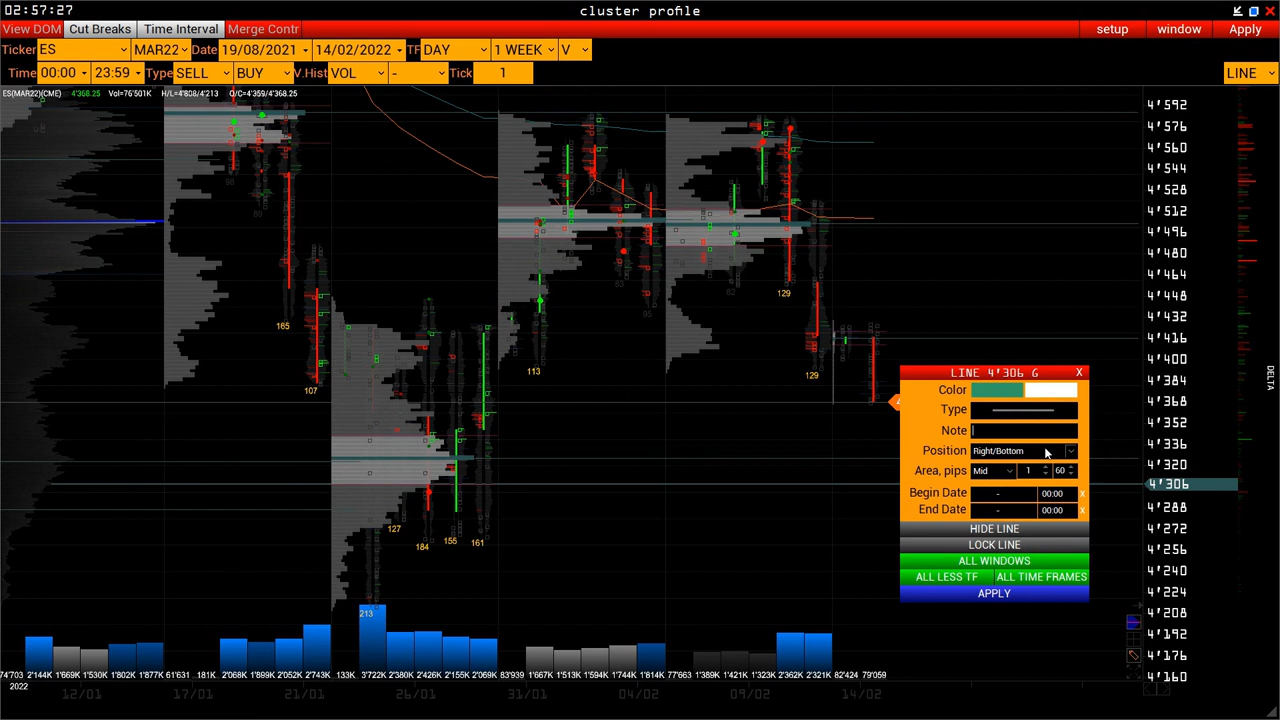 02:57:27
cluster profile
View DOM Cut Breaks Time Interval Merge Contr
setup window Apply
Ticker ES MAR22 Date 19/08/2021 14/02/2022 TF DAY 1 WEEK V
Time 00:00 23:59 Type SELL BUY V.Hist VOL - Tick 1 LINE
ES(MAR22)(CME) 4'368.25 Vol=76'501K H/L=4'808/4'213 O/C=4'359/4'368.25
4'592
4'576
4'560
4'544
4'528
4'512
4'496
4'480
4'464
4'448
4'432
4'416
4'400
4'384
4'368
4'352
4'336
4'320
4'306
4'288
4'272
4'256
4'240
4'224
4'208
4'192
4'176
4'160
DELTA
98
89
165
107
127
184
155
161
213
113
83
95
83
129
129
LINE 4'306 G X
Color
Type
Note
Position Right/Bottom
Area, pips Mid 1 60
Begin Date - 00:00 X
End Date - 00:00 X
HIDE LINE
LOCK LINE
ALL WINDOWS
ALL LESS TF ALL TIME FRAMES
APPLY
74'703 2'144K 1'669K 1'530K 1'802K 1'877K 61'631 181K 2'068K 1'889K 2'052K 2'743K 133K 3'722K 2'380K 2'426K 2'155K 2'069K 83'939 1'667K 1'513K 1'594K 1'744K 1'814K 77'663 1'389K 1'421K 1'323K 2'362K 2'321K 82'424 79'059
2022 12/01 17/01 21/01 26/01 31/01 04/02 09/02 14/02